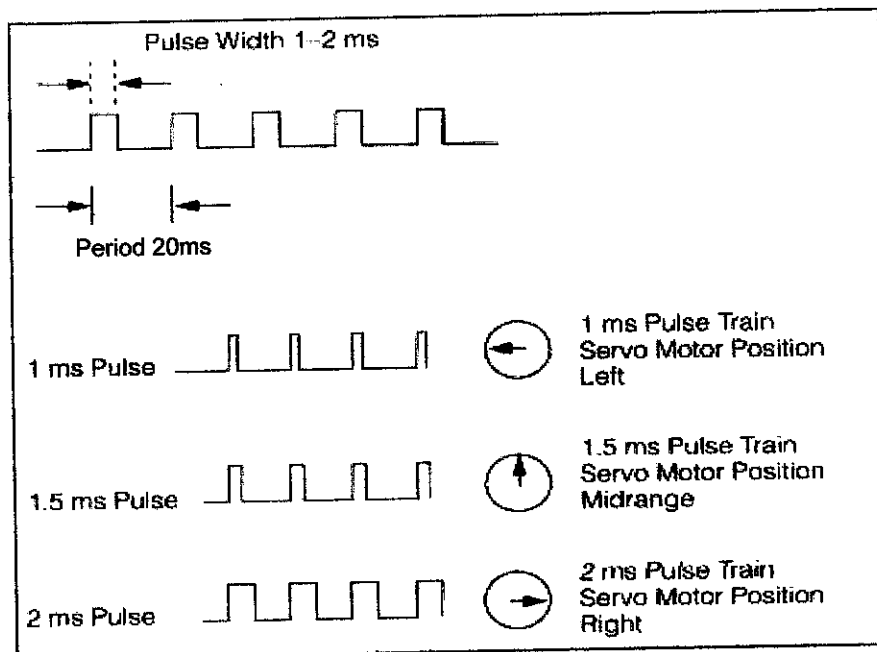 Pulse Width 1-2 ms
Period 20ms
1 ms Pulse
1 ms Pulse Train
Servo Motor Position
Left
1.5 ms Pulse
1.5 ms Pulse Train
Servo Motor Position
Midrange
2 ms Pulse
2 ms Pulse Train
Servo Motor Position
Right